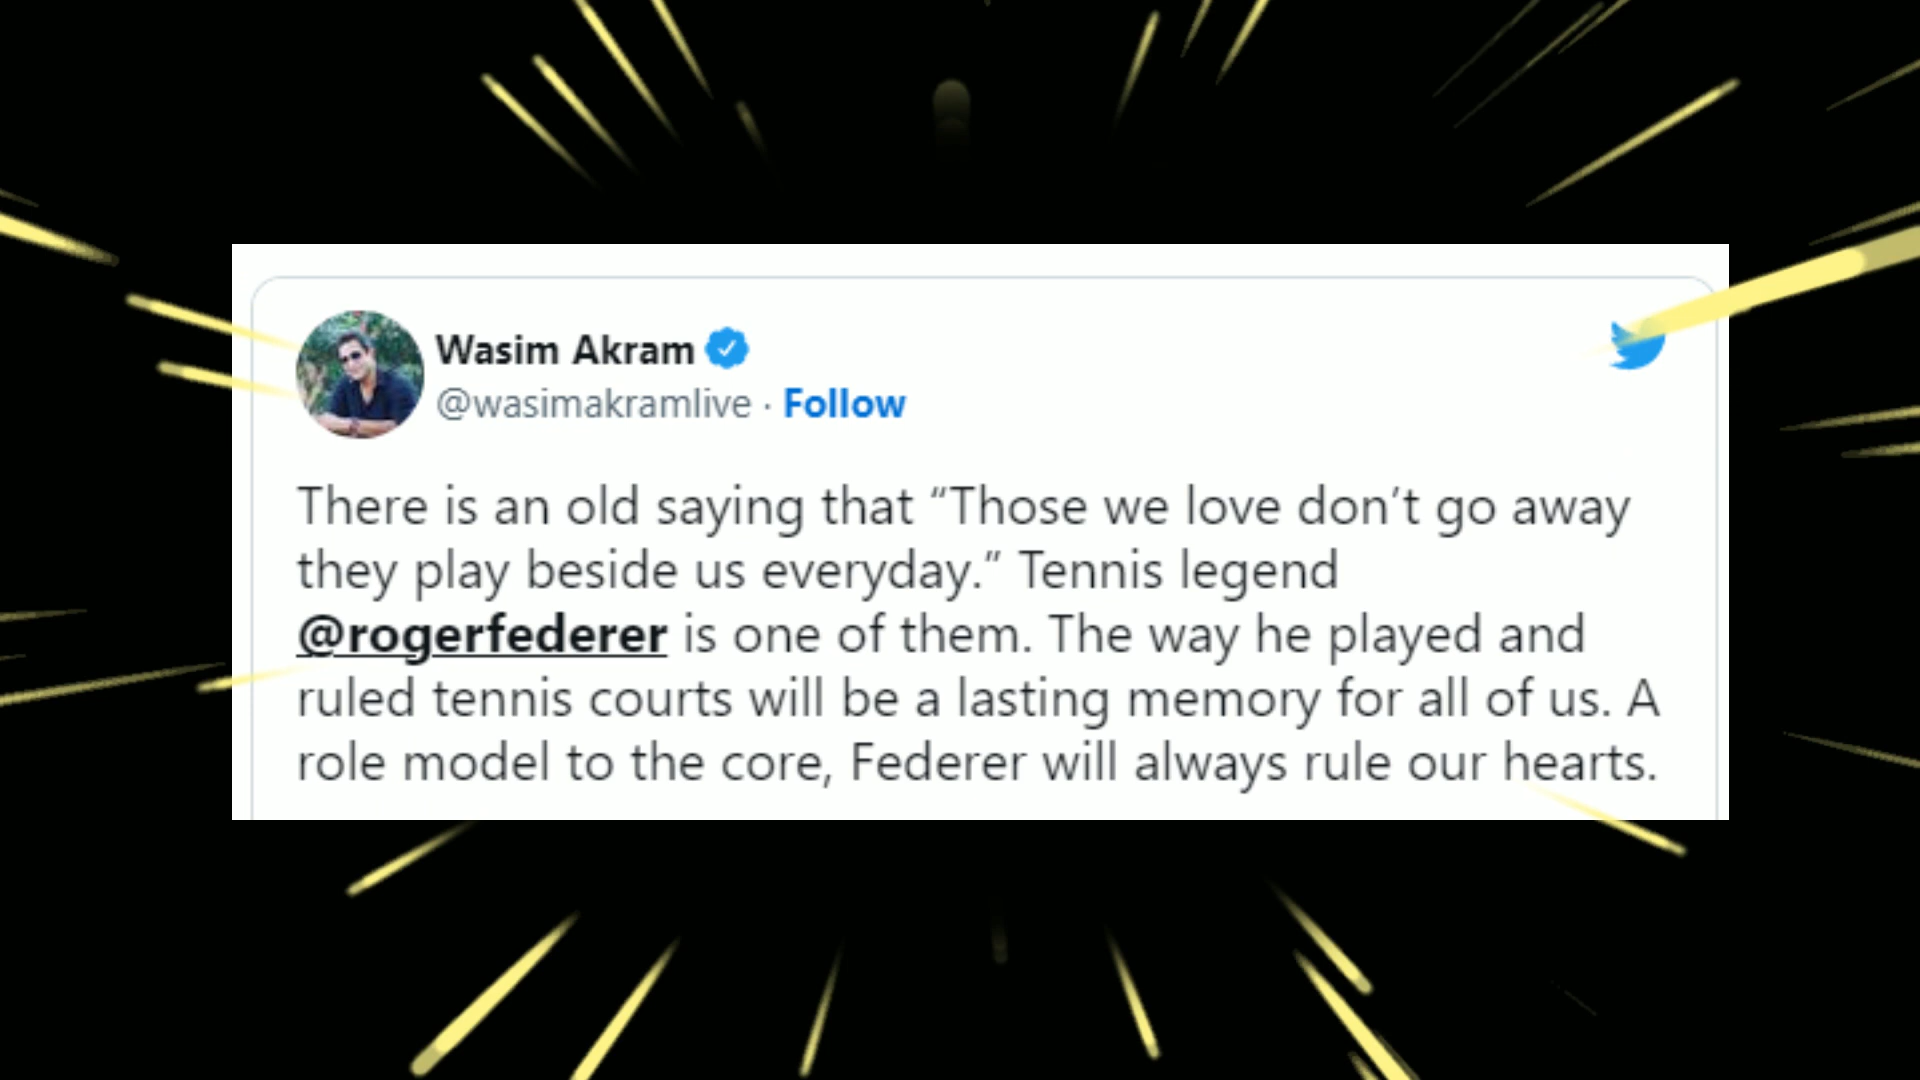 Wasim Akram
@wasimakramlive · Follow
There is an old saying that “Those we love don’t go away
they play beside us everyday.” Tennis legend
@rogerfederer is one of them. The way he played and
ruled tennis courts will be a lasting memory for all of us. A
role model to the core, Federer will always rule our hearts.